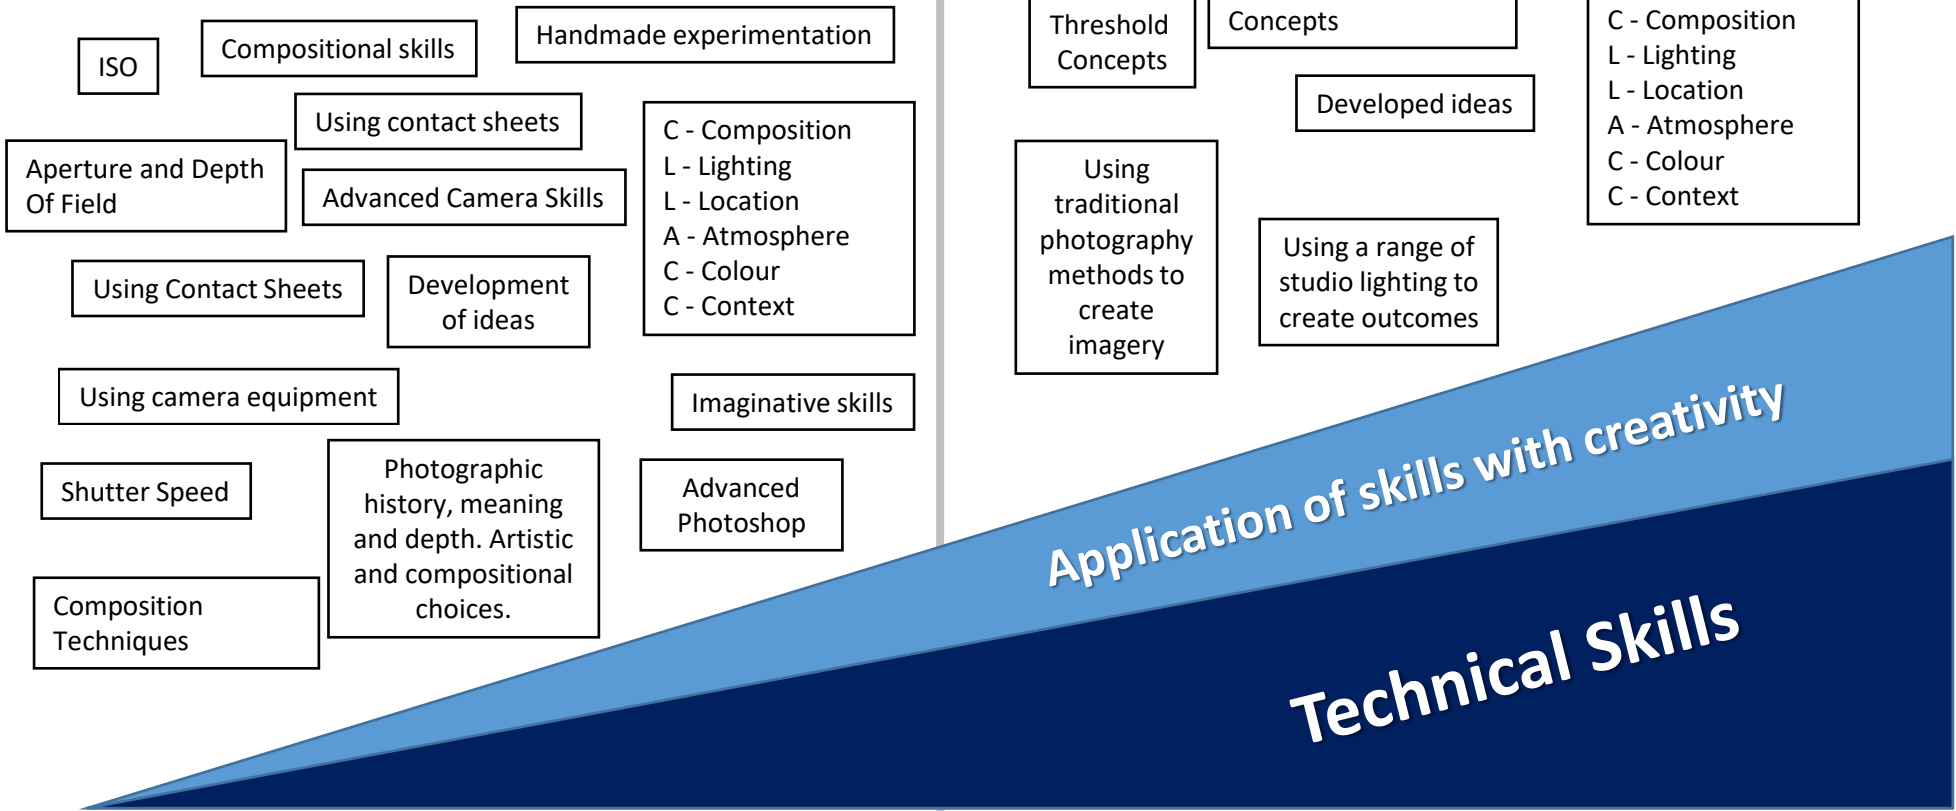 ISO
Compositional skills
Handmade experimentation
Using contact sheets
Aperture and Depth
Of Field
Advanced Camera Skills
C - Composition
L - Lighting
L - Location
A - Atmosphere
C - Colour
C - Context
Using Contact Sheets
Development
of ideas
Using camera equipment
Imaginative skills
Shutter Speed
Photographic
history, meaning
and depth. Artistic
and compositional
choices.
Advanced
Photoshop
Composition
Techniques
Threshold
Concepts
Concepts
C - Composition
L - Lighting
L - Location
A - Atmosphere
C - Colour
C - Context
Developed ideas
Using
traditional
photography
methods to
create
imagery
Using a range of
studio lighting to
create outcomes
Application of skills with creativity
Technical Skills